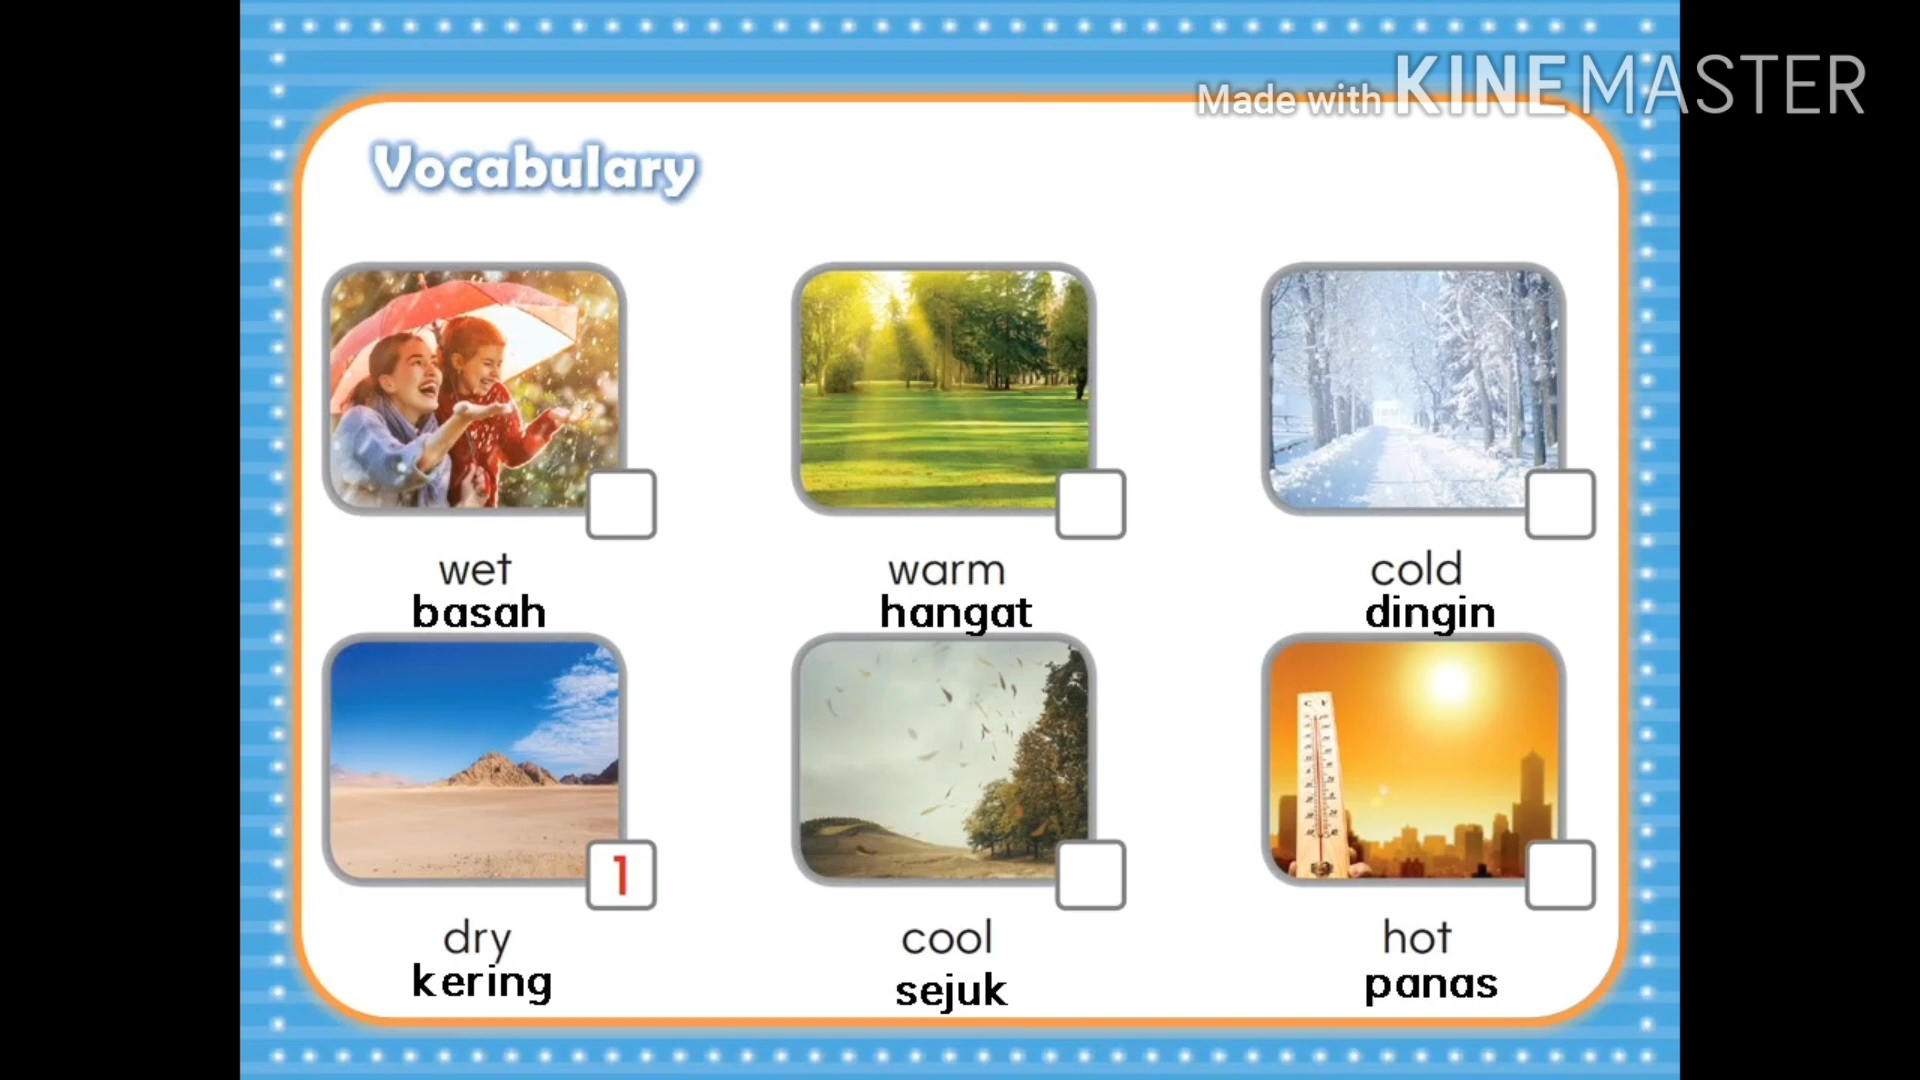 Made with KINEMASTER
Vocabulary
wet
basah
warm
hangat
cold
dingin
1
dry
kering
cool
sejuk
hot
panas